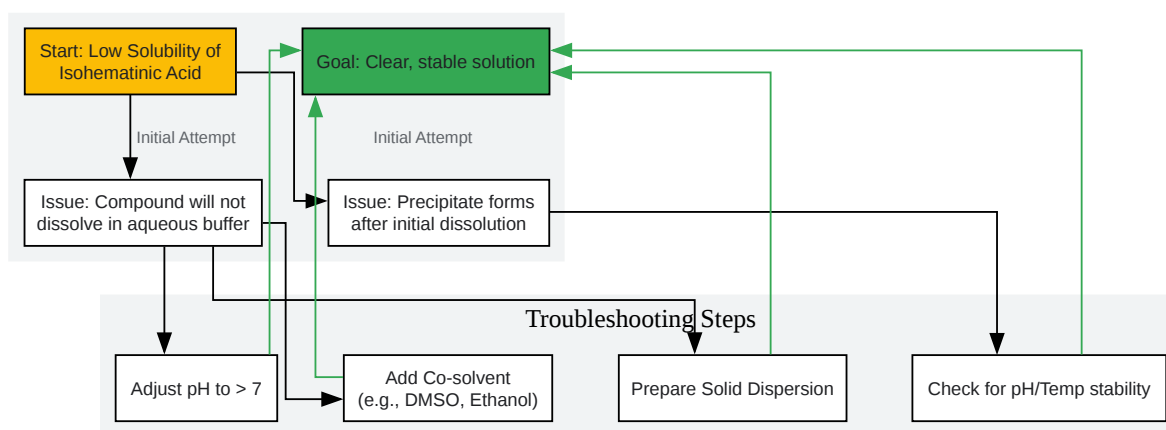 Start: Low Solubility of
Isohematinic Acid
Goal: Clear, stable solution
Initial Attempt
Initial Attempt
Issue: Compound will not
dissolve in aqueous buffer
Issue: Precipitate forms
after initial dissolution
Troubleshooting Steps
Adjust pH to > 7
Add Co-solvent
(e.g., DMSO, Ethanol)
Prepare Solid Dispersion
Check for pH/Temp stability